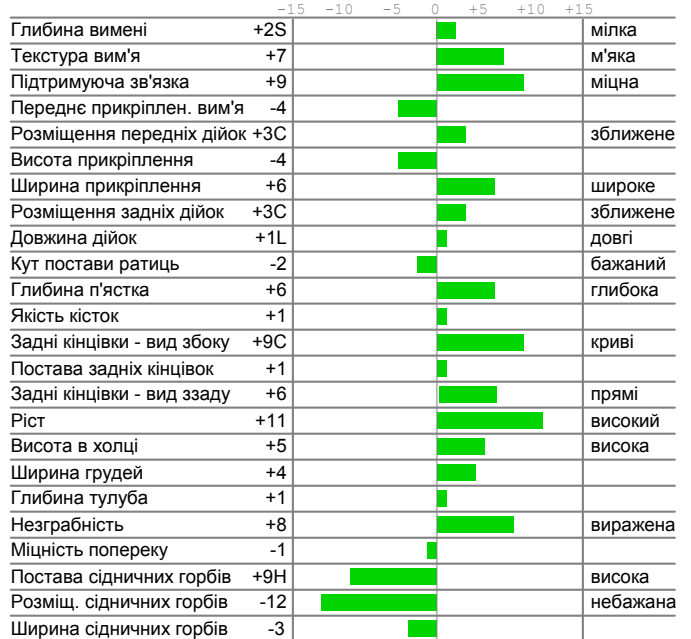 -15 -10 -5 0 +5 +10 +15
Глибина вимені +2S мілка
Текстура вим'я +7 м'яка
Підтримуюча зв'язка +9 міцна
Переднє прикріплен. вим'я -4
Розміщення передніх дійок +3C зближене
Висота прикріплення -4
Ширина прикріплення +6 широке
Розміщення задніх дійок +3C зближене
Довжина дійок +1L довгі
Кут постави ратиць -2 бажаний
Глибина п'ястка +6 глибока
Якість кісток +1
Задні кінцівки - вид збоку +9C криві
Постава задніх кінцівок +1
Задні кінцівки - вид ззаду +6 прямі
Ріст +11 високий
Висота в холці +5 висока
Ширина грудей +4
Глибина тулуба +1
Незграбність +8 виражена
Міцність попереку -1
Постава сідничних горбів +9H висока
Розміщ. сідничних горбів -12 небажана
Ширина сідничних горбів -3